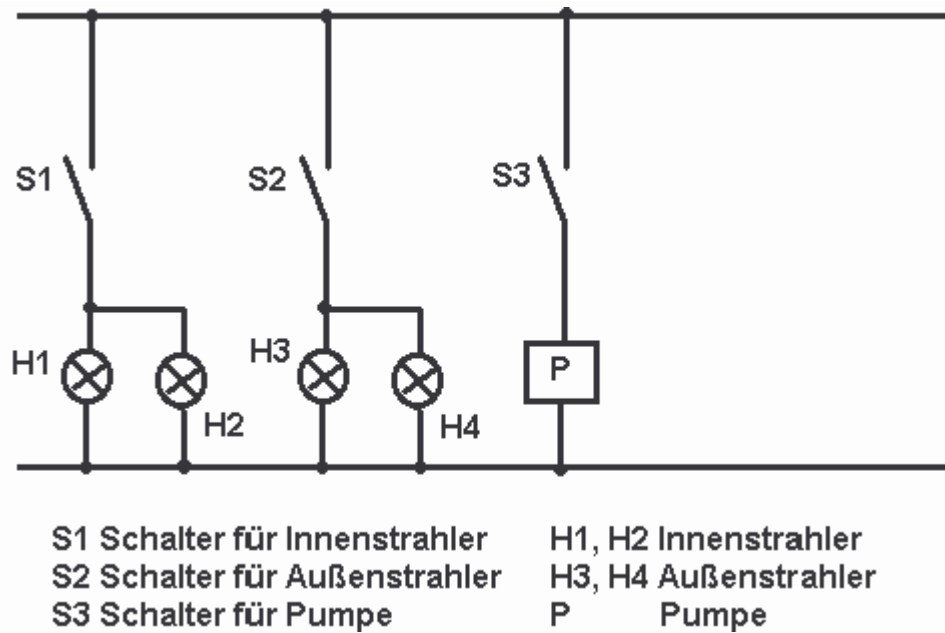 S1 S2 S3
H1 H3 P
H2 H4
S1 Schalter für Innenstrahler H1, H2 Innenstrahler
S2 Schalter für Außenstrahler H3, H4 Außenstrahler
S3 Schalter für Pumpe P Pumpe